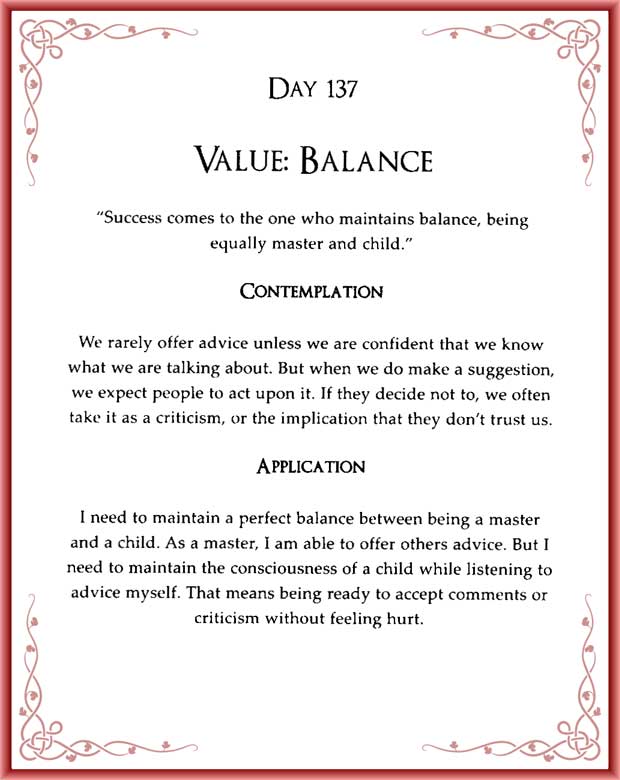 DAY 137
VALUE: BALANCE
“Success comes to the one who maintains balance, being
equally master and child.”
CONTEMPLATION
We rarely offer advice unless we are confident that we know
what we are talking about. But when we do make a suggestion,
we expect people to act upon it. If they decide not to, we often
take it as a criticism, or the implication that they don’t trust us.
APPLICATION
I need to maintain a perfect balance between being a master
and a child. As a master, I am able to offer others advice. But I
need to maintain the consciousness of a child while listening to
advice myself. That means being ready to accept comments or
criticism without feeling hurt.